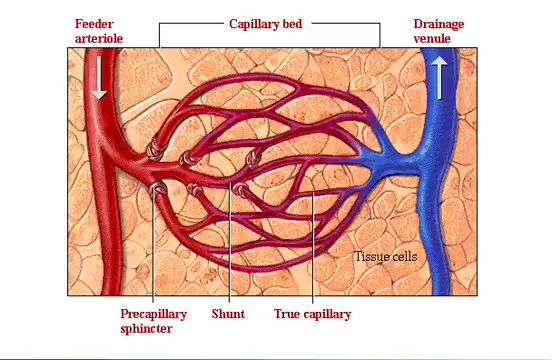 Feeder
arteriole
Capillary bed
Drainage
venule
Tissue cells
Precapillary
sphincter
Shunt
True capillary